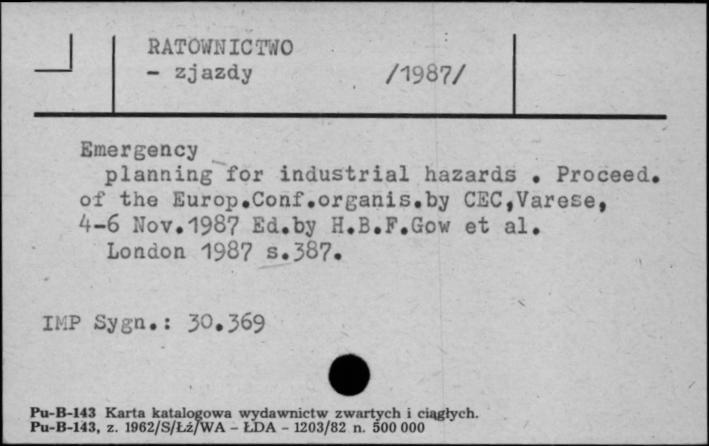 RATOWNICTWO
- zjazdy /1987/
Emergency
planning for industrial hazards . Proceed.
of the Europ.Conf.organis.by CEC,Varese,
4-6 Nov.1987 Ed.by H.B.F.Gow et al.
London 1987 s.387.
IMP Sygn.: 30.369
Pu-B-143 Karta katalogowa wydawnictw zwartych i ciągłych.
Pu-B-143, z. 1962/S/Łż/WA - ŁDA - 1203/82 n. 500 000